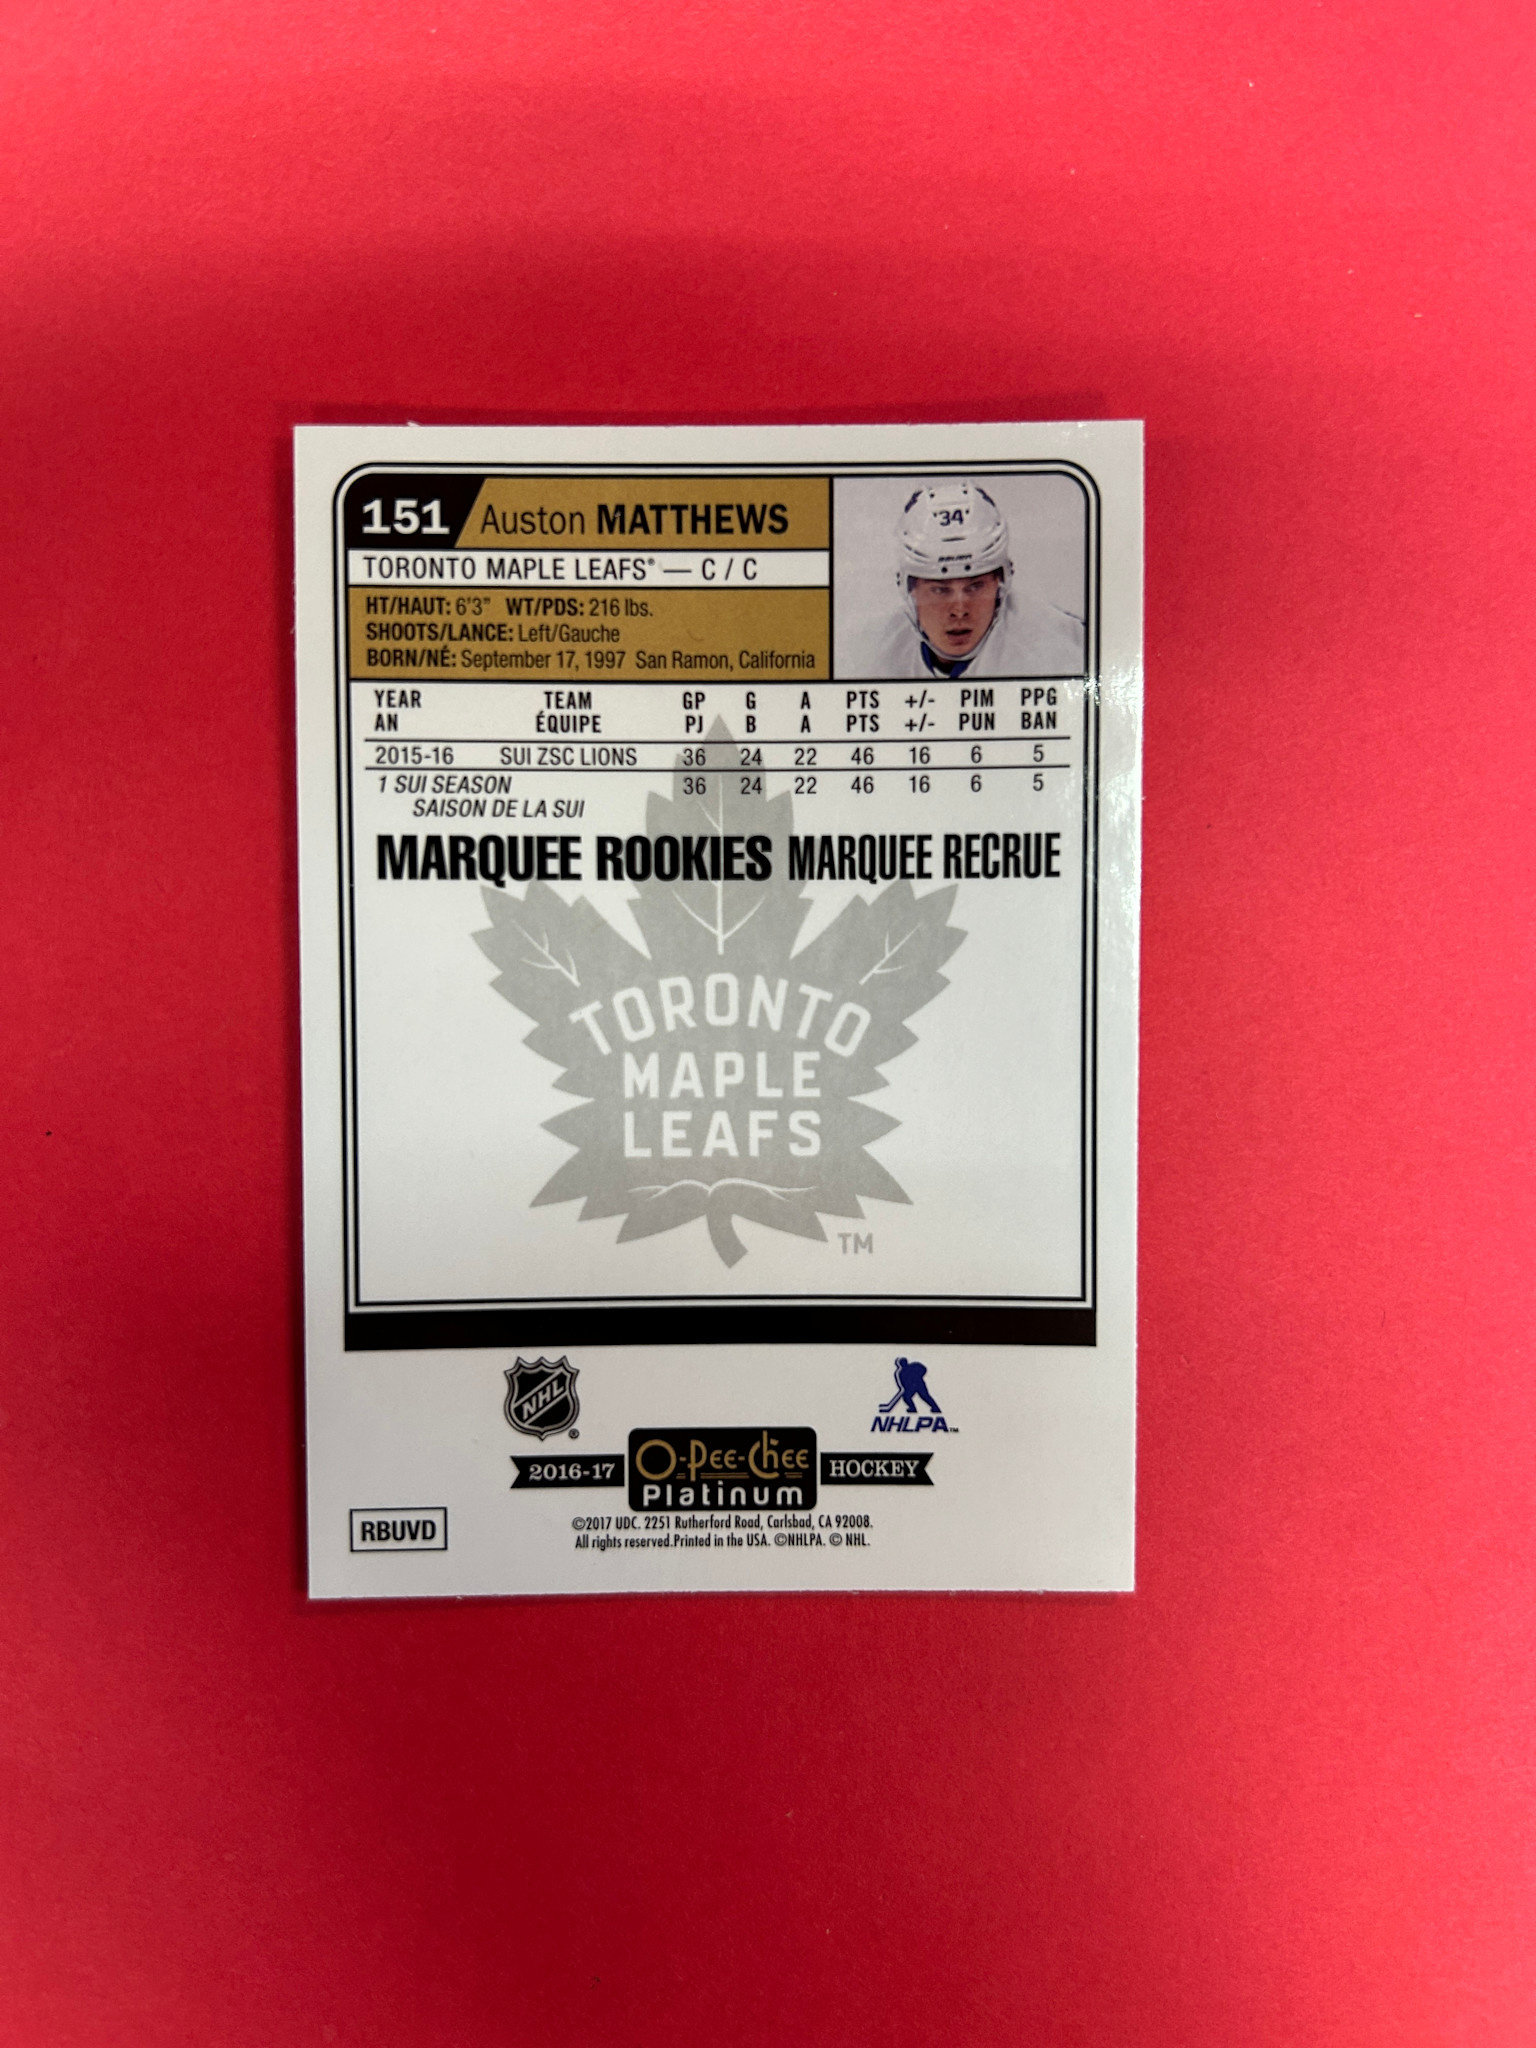 151 Auston MATTHEWS
'34'
TORONTO MAPLE LEAFS® — C / C
HT/HAUT: 6'3" WT/PDS: 216 lbs.
SHOOTS/LANCE: Left/Gauche
BORN/NÉ: September 17, 1997 San Ramon, California
YEAR TEAM GP G A PTS +/- PIM PPG
AN ÉQUIPE PJ B A PTS +/- PUN BAN
2015-16 SUI ZSC LIONS 36 24 22 46 16 6 5
1 SUI SEASON 36 24 22 46 16 6 5
SAISON DE LA SUI
MARQUEE ROOKIES MARQUEE RECRUE
TORONTO
MAPLE
LEAFS
TM
NHL®
NHLPA™
2016-17 O-Pee-Chee HOCKEY
Platinum
RBUVD
©2017 UDC. 2251 Rutherford Road, Carlsbad, CA 92008.
All rights reserved.Printed in the USA. ©NHLPA. © NHL.